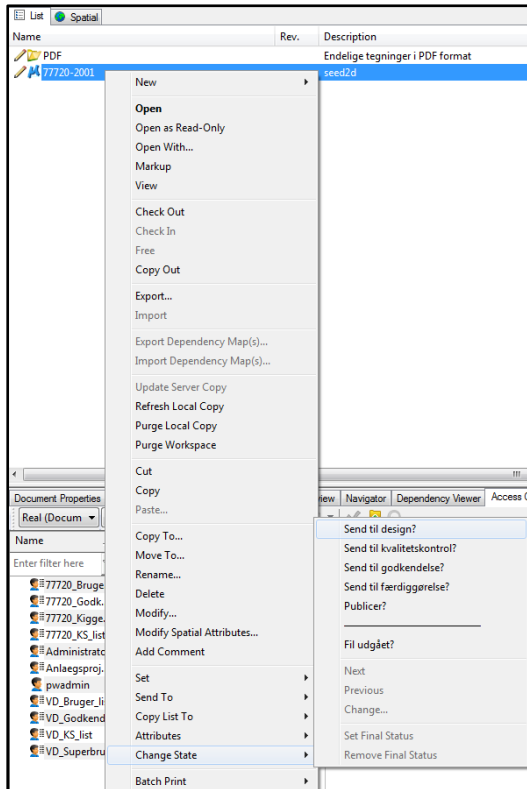 List Spatial
Name Rev. Description
PDF Endelige tegninger i PDF format
77720-2001 seed2d
New
Open
Open as Read-Only
Open With...
Markup
View
Check Out
Check In
Free
Copy Out
Export...
Import
Export Dependency Map(s)...
Import Dependency Map(s)...
Update Server Copy
Refresh Local Copy
Purge Local Copy
Purge Workspace
Cut
Copy
Paste...
Copy To...
Move To...
Rename...
Delete
Modify...
Modify Spatial Attributes...
Add Comment
Set
Send To
Copy List To
Attributes
Change State
Batch Print
Document Properties Navigator Dependency Viewer Access
Real (Docum
Name
Enter filter here
77720_Bruge
77720_Godk.
77720_Kigge.
77720_KS_list
Administrato
Anlaegsproj.
pwadmin
VD_Bruger_li
VD_Godkend
VD_KS_list
VD_Superbru
Send til design?
Send til kvalitetskontrol?
Send til godkendelse?
Send til færdiggørelse?
Publicer?
Fil udgået?
Next
Previous
Change...
Set Final Status
Remove Final Status